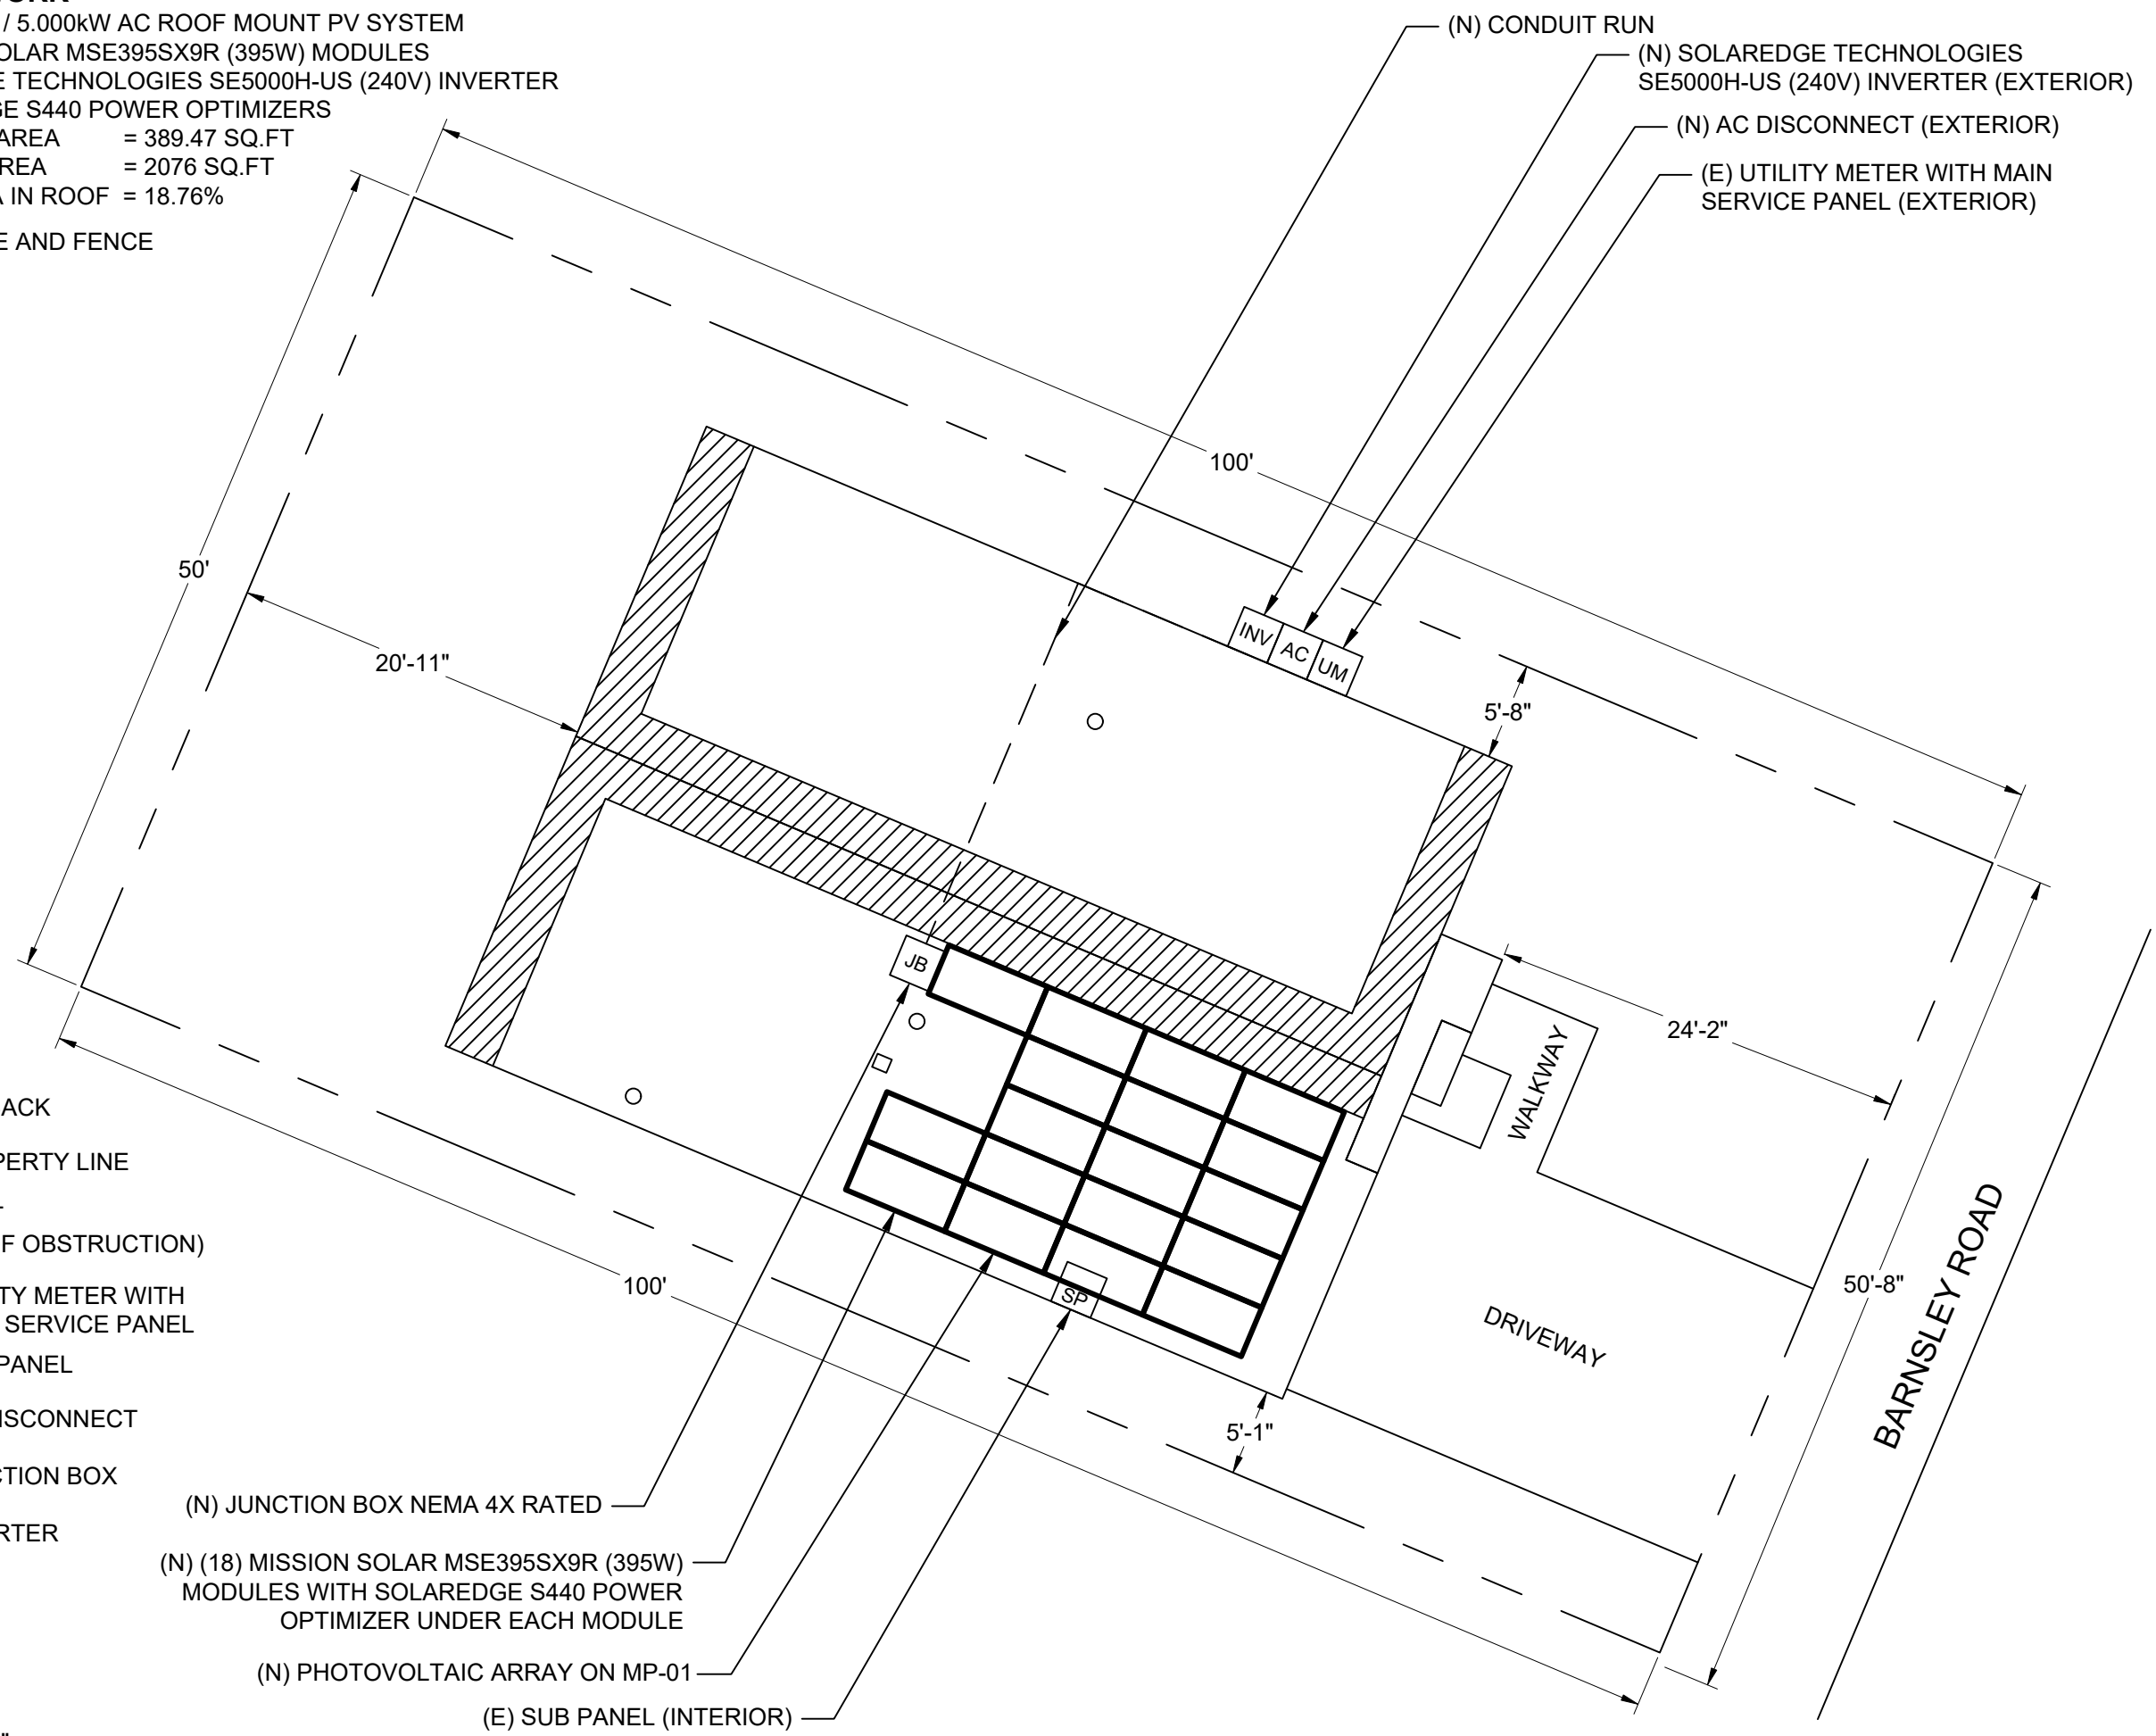 / 5.000kW AC ROOF MOUNT PV SYSTEM
OLAR MSE395SX9R (395W) MODULES
E TECHNOLOGIES SE5000H-US (240V) INVERTER
GE S440 POWER OPTIMIZERS
AREA = 389.47 SQ.FT
REA = 2076 SQ.FT
A IN ROOF = 18.76%
E AND FENCE
(N) CONDUIT RUN
(N) SOLAREDGE TECHNOLOGIES
SE5000H-US (240V) INVERTER (EXTERIOR)
(N) AC DISCONNECT (EXTERIOR)
(E) UTILITY METER WITH MAIN
SERVICE PANEL (EXTERIOR)
100'
50'
20'-11"
INV
AC
UM
5'-8"
JB
24'-2"
WALKWAY
DRIVEWAY
BARNSLEY ROAD
50'-8"
SP
100'
5'-1"
ACK
PERTY LINE
F OBSTRUCTION)
TY METER WITH
SERVICE PANEL
PANEL
ISCONNECT
CTION BOX
RTER
(N) JUNCTION BOX NEMA 4X RATED
(N) (18) MISSION SOLAR MSE395SX9R (395W)
MODULES WITH SOLAREDGE S440 POWER
OPTIMIZER UNDER EACH MODULE
(N) PHOTOVOLTAIC ARRAY ON MP-01
(E) SUB PANEL (INTERIOR)